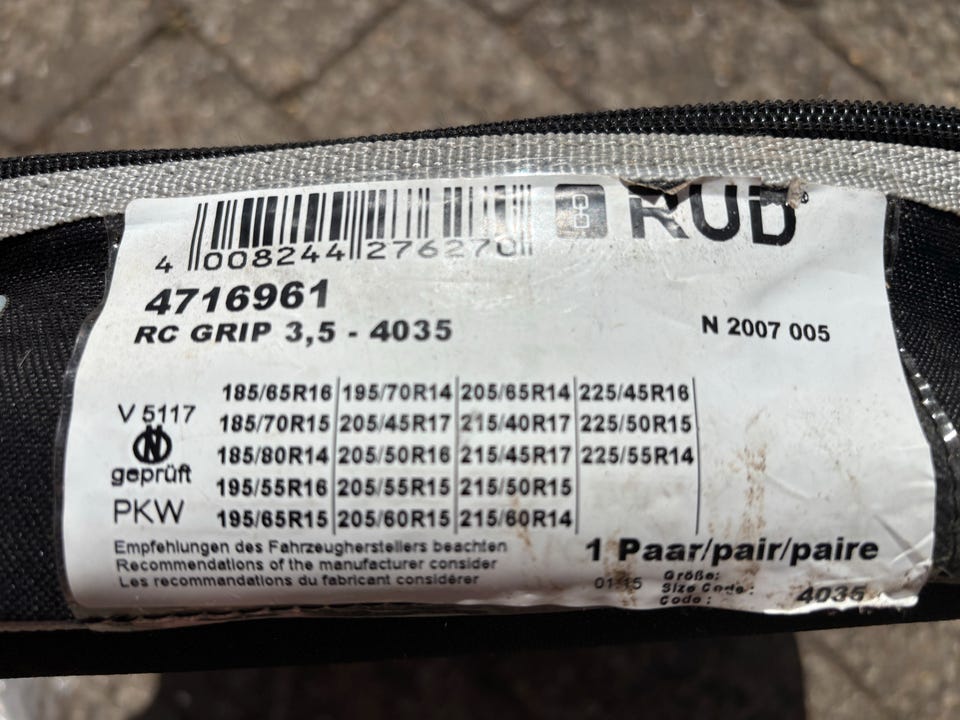 RUD
4 008244 276270
4716961
RC GRIP 3,5 - 4035
N 2007 005
185/65R16 195/70R14 205/65R14 225/45R16
185/70R15 205/45R17 215/40R17 225/50R15
185/80R14 205/50R16 215/45R17 225/55R14
195/55R16 205/55R15 215/50R15
195/65R15 205/60R15 215/60R14
V 5117
geprüft
PKW
Empfehlungen des Fahrzeugherstellers beachten
Recommendations of the manufacturer consider
Les recommandations du fabricant considérer
1 Paar/pair/paire
01/15
Größe:
Size Code:
Code:
4035